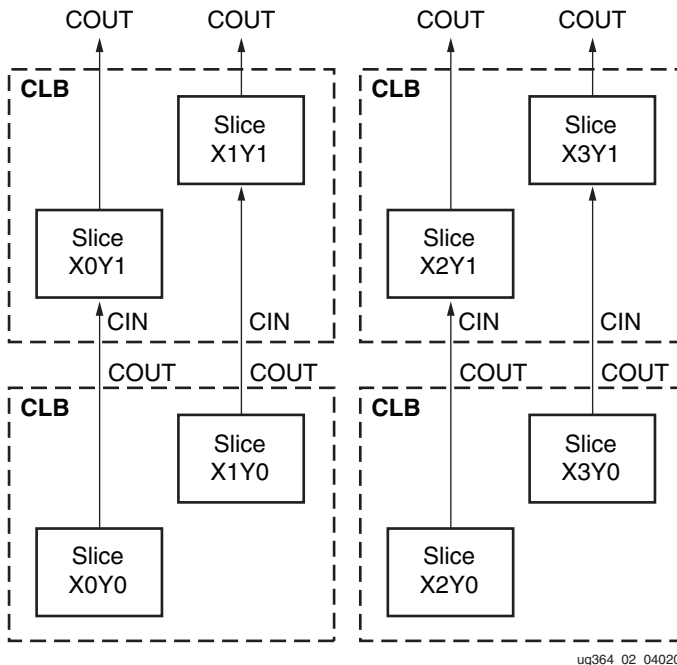 COUT COUT COUT COUT
CLB CLB
Slice
X1Y1
Slice
X3Y1
Slice
X0Y1
Slice
X2Y1
CIN CIN CIN CIN
COUT COUT COUT COUT
CLB CLB
Slice
X1Y0
Slice
X3Y0
Slice
X0Y0
Slice
X2Y0